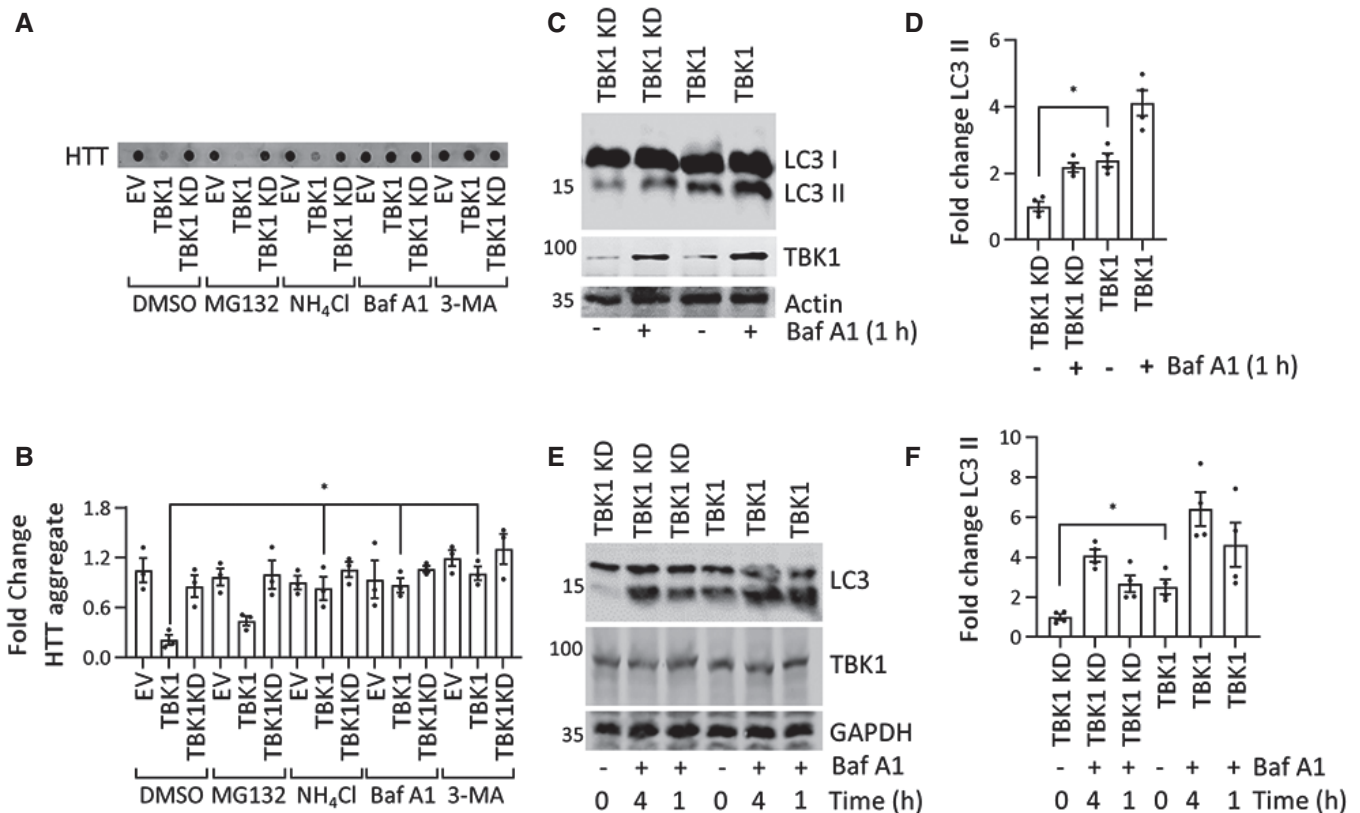 A
HTT
EV
TBK1
TBK1 KD
EV
TBK1
TBK1 KD
EV
TBK1
TBK1 KD
EV
TBK1
TBK1 KD
EV
TBK1
TBK1 KD
DMSO MG132 NH₄Cl Baf A1 3-MA
B
Fold Change
HTT aggregate
1.8
1.2
0.6
0.0
*
EV
TBK1
TBK1KD
EV
TBK1
TBK1KD
EV
TBK1
TBK1KD
EV
TBK1
TBK1KD
EV
TBK1
TBK1KD
DMSO MG132 NH₄Cl Baf A1 3-MA
C
TBK1 KD
TBK1 KD
TBK1
TBK1
LC3 I
15
LC3 II
100
TBK1
35
Actin
- + - + Baf A1 (1 h)
D
Fold change LC3 II
6
4
2
0
*
TBK1 KD
TBK1 KD
TBK1
TBK1
- + - + Baf A1 (1 h)
E
TBK1 KD
TBK1 KD
TBK1 KD
TBK1
TBK1
TBK1
15
LC3
100
TBK1
35
GAPDH
- + + - + + Baf A1
0 4 1 0 4 1 Time (h)
F
Fold change LC3 II
10
8
6
4
2
0
*
TBK1 KD
TBK1 KD
TBK1 KD
TBK1
TBK1
TBK1
- + + - + + Baf A1
0 4 1 0 4 1 Time (h)